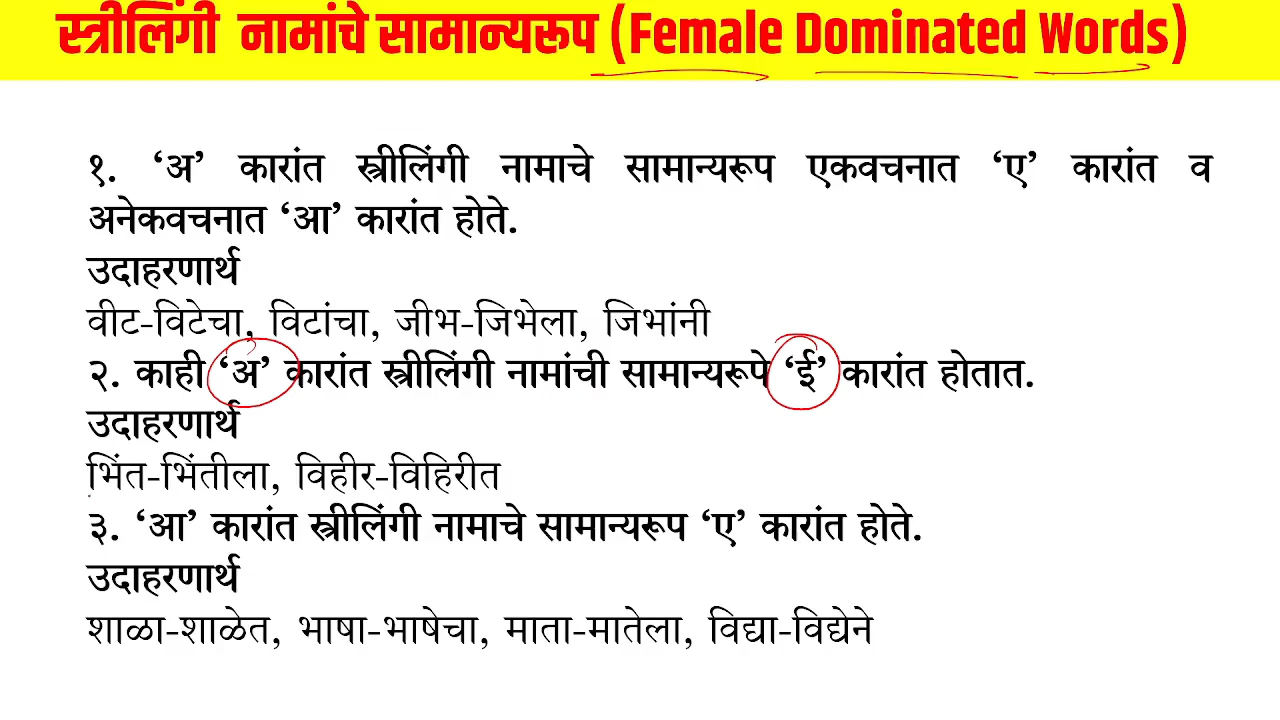 स्त्रीलिंगी नामांचे सामान्यरूप (Female Dominated Words)
१. ‘अ’ कारांत स्त्रीलिंगी नामाचे सामान्यरूप एकवचनात ‘ए’ कारांत व
अनेकवचनात ‘आ’ कारांत होते.
उदाहरणार्थ
वीट-विटेचा, विटांचा, जीभ-जिभेला, जिभांनी
२. काही ‘अ’ कारांत स्त्रीलिंगी नामांची सामान्यरूपे ‘ई’ कारांत होतात.
उदाहरणार्थ
भिंत-भिंतीला, विहीर-विहिरीत
३. ‘आ’ कारांत स्त्रीलिंगी नामाचे सामान्यरूप ‘ए’ कारांत होते.
उदाहरणार्थ
शाळा-शाळेत, भाषा-भाषेचा, माता-मातेला, विद्या-विद्येने